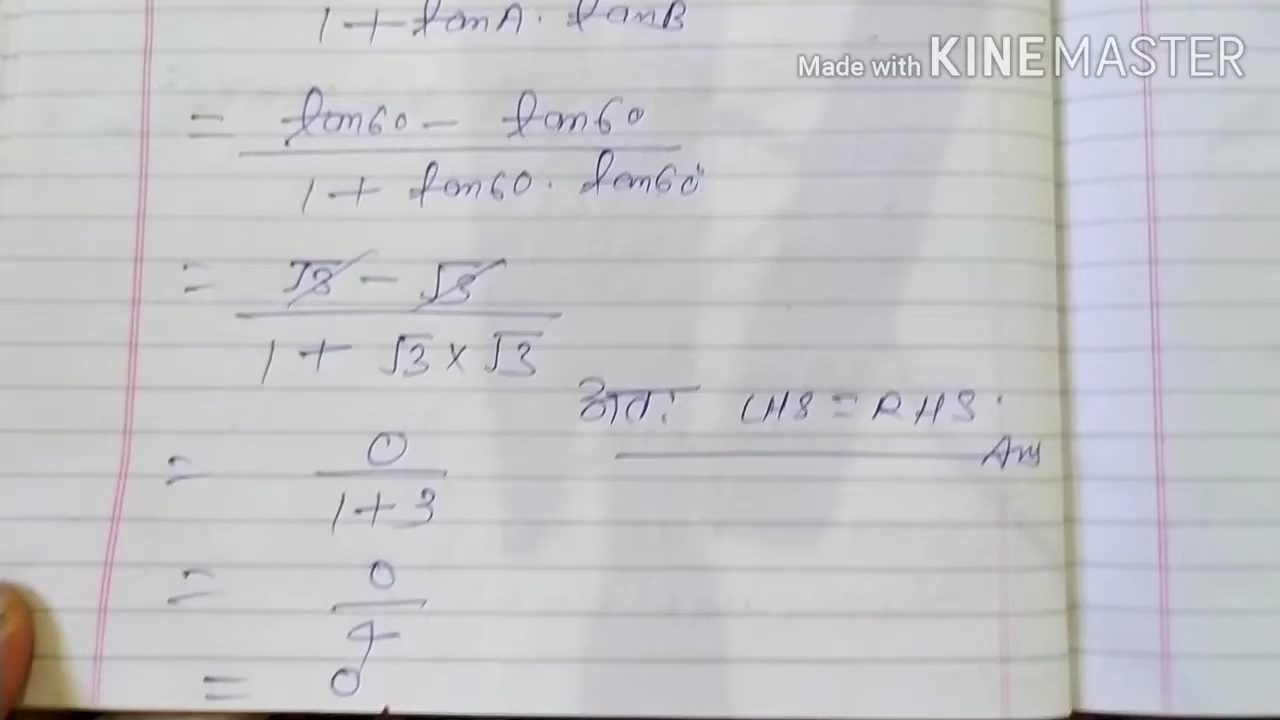 1 + tanA . tanB
Made with KINEMASTER
= tan60 - tan60
1 + tan60 . tan60°
= √3 - √3
1 + √3 × √3
अतः LHS = RHS.
Ans
= 0
1 + 3
= 0
4
= 0